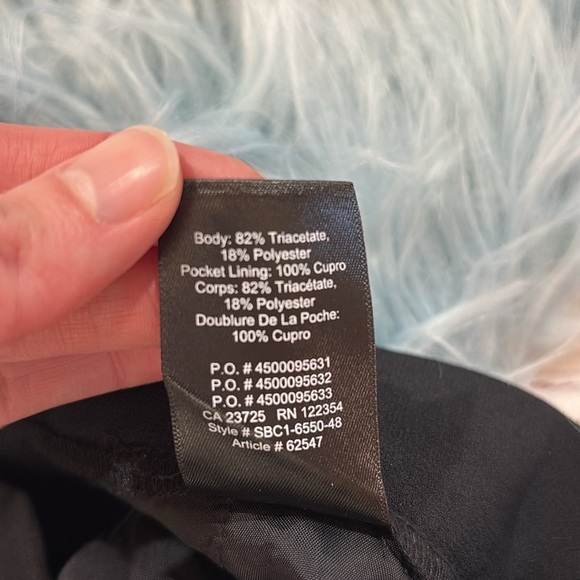 Body: 82% Triacetate,
18% Polyester
Pocket Lining: 100% Cupro
Corps: 82% Triacétate,
18% Polyester
Doublure De La Poche:
100% Cupro
P.O. # 4500095631
P.O. # 4500095632
P.O. # 4500095633
CA 23725 RN 122354
Style # SBC1-6550-48
Article # 62547